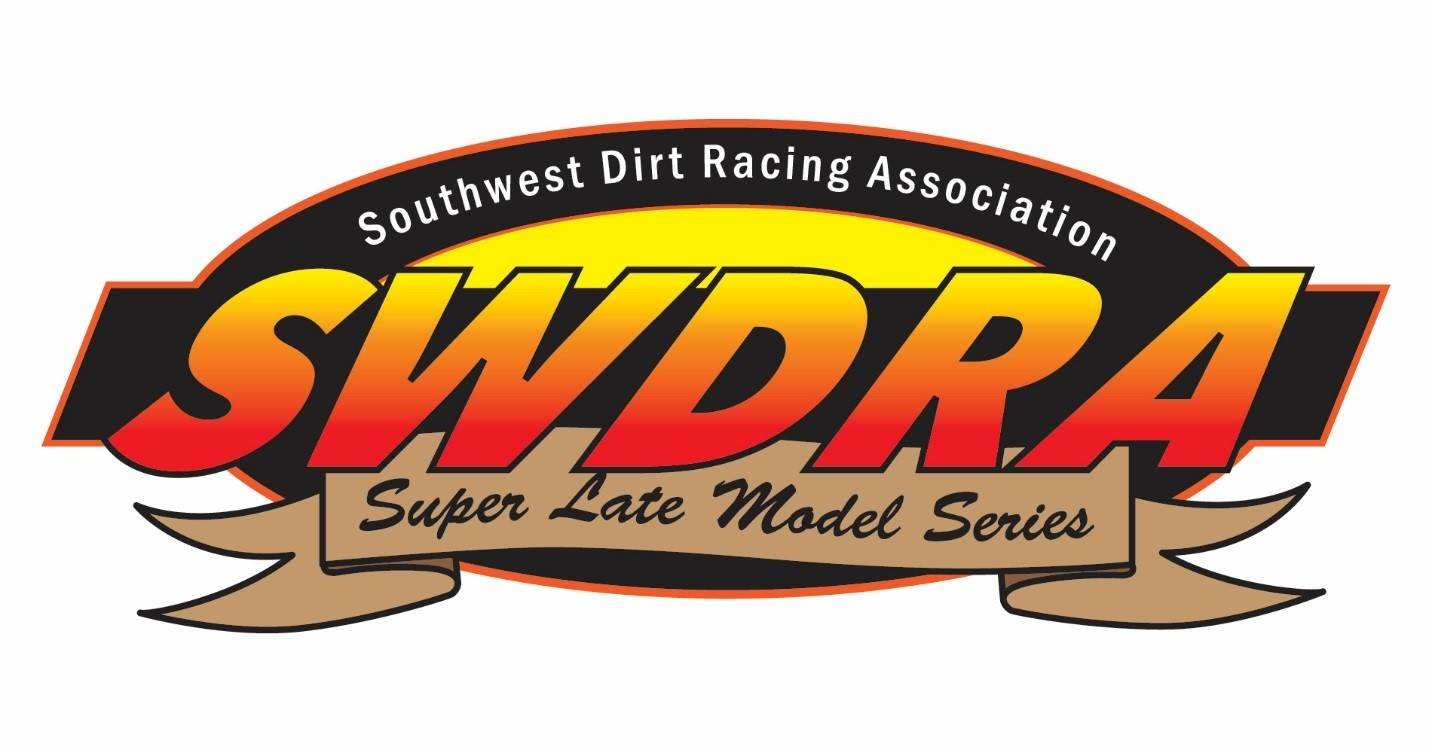 Southwest Dirt Racing Association
SWDRA
Super Late Model Series